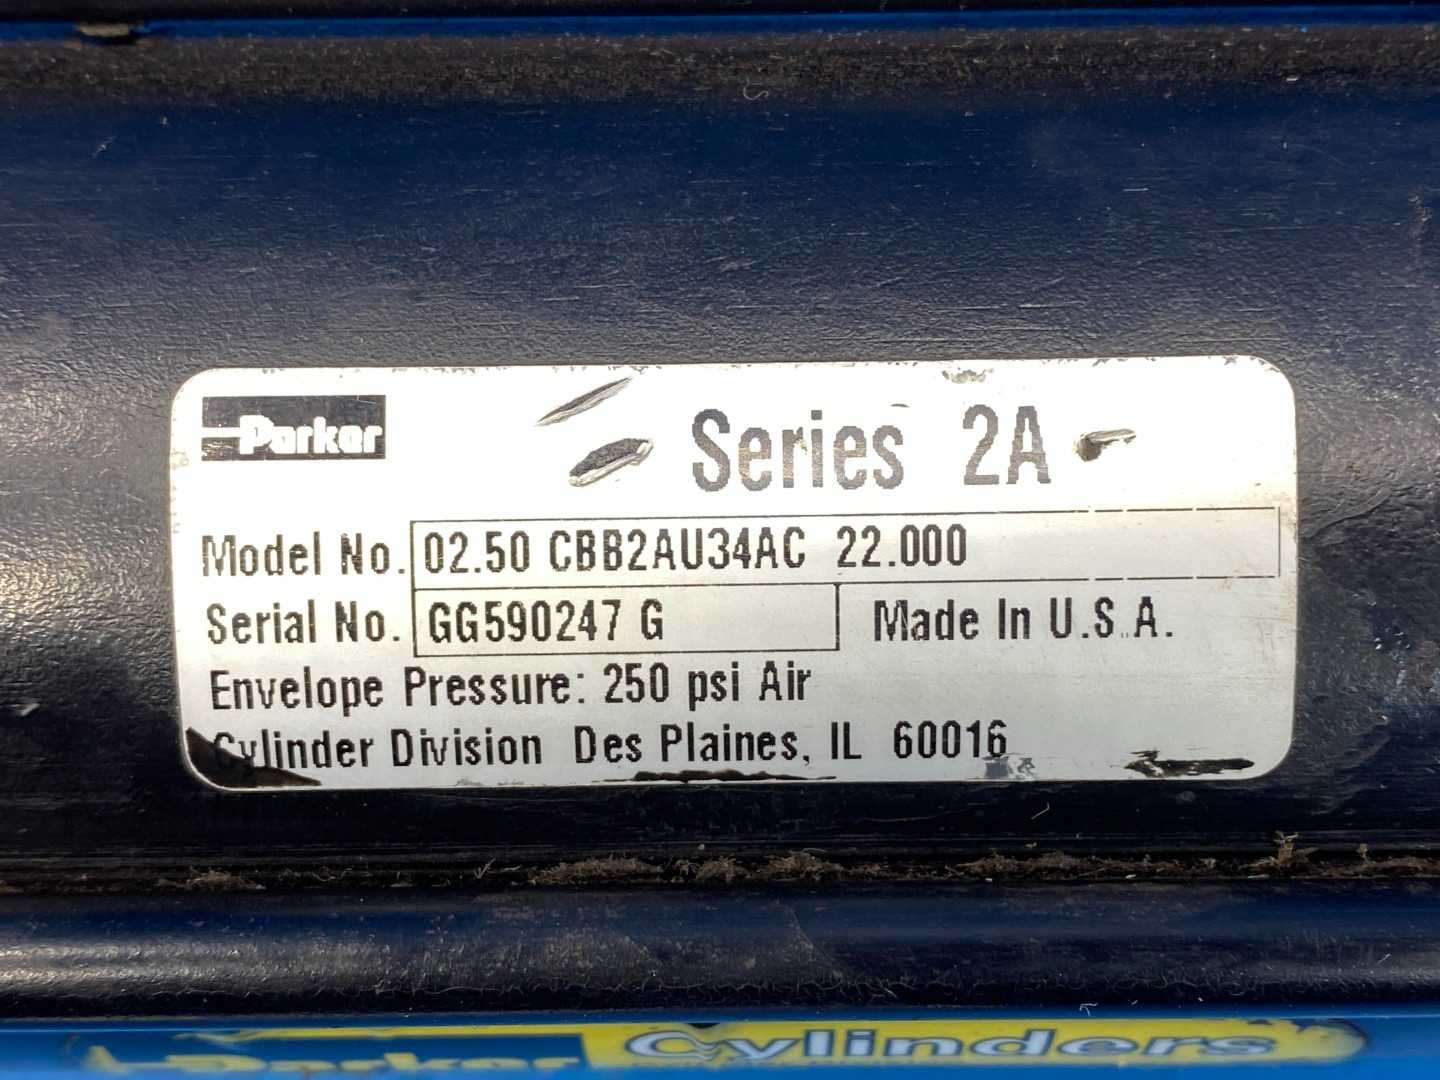 Parker
Series 2A
Model No. 02.50 CBB2AU34AC 22.000
Serial No. GG590247 G Made In U.S.A.
Envelope Pressure: 250 psi Air
Cylinder Division Des Plaines, IL 60016
Parker Cylinders